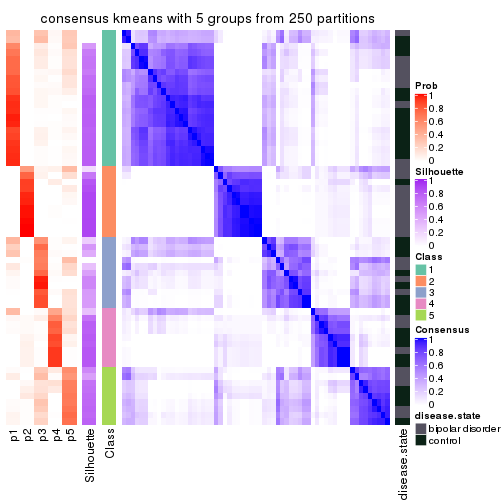 consensus kmeans with 5 groups from 250 partitions
p1
p2
p3
p4
p5
Silhouette
Class
disease.state
Prob
1
0.8
0.6
0.4
0.2
0
Silhouette
1
0.8
0.6
0.4
0.2
0
Class
1
2
3
4
5
Consensus
1
0.8
0.6
0.4
0.2
0
disease.state
bipolar disorder
control